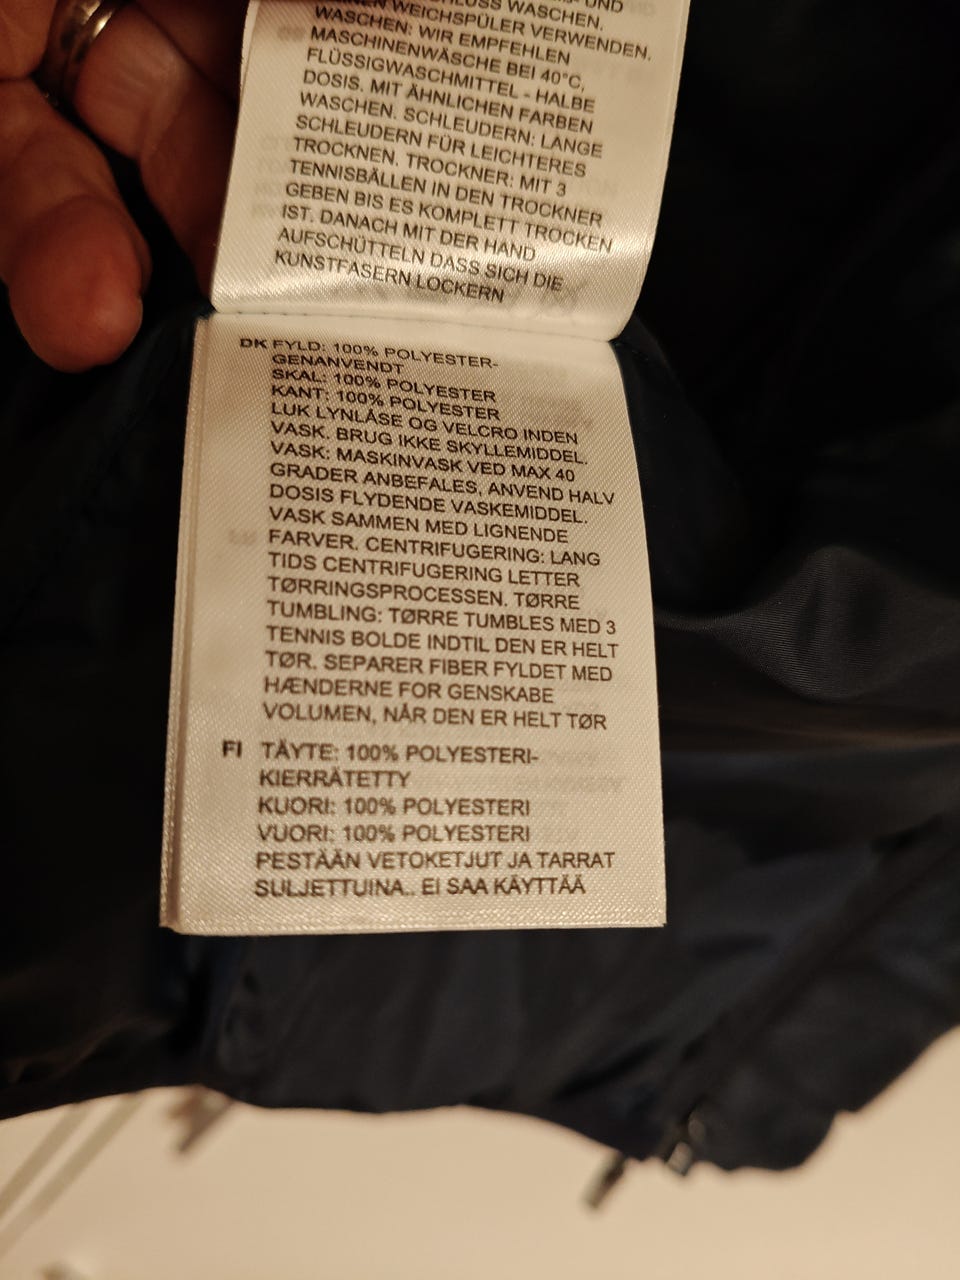 SCHLUSS WASCHEN.
WEICHSPÜLER VERWENDEN.
WASCHEN: WIR EMPFEHLEN
MASCHINENWÄSCHE BEI 40°C,
FLÜSSIGWASCHMITTEL - HALBE
DOSIS. MIT ÄHNLICHEN FARBEN
WASCHEN. SCHLEUDERN: LANGE
SCHLEUDERN FÜR LEICHTERES
TROCKNEN. TROCKNER: MIT 3
TENNISBÄLLEN IN DEN TROCKNER
GEBEN BIS ES KOMPLETT TROCKEN
IST. DANACH MIT DER HAND
AUFSCHÜTTELN DASS SICH DIE
KUNSTFASERN LOCKERN
DK FYLD: 100% POLYESTER-
GENANVENDT
SKAL: 100% POLYESTER
KANT: 100% POLYESTER
LUK LYNLÅSE OG VELCRO INDEN
VASK. BRUG IKKE SKYLLEMIDDEL.
VASK: MASKINVASK VED MAX 40
GRADER ANBEFALES, ANVEND HALV
DOSIS FLYDENDE VASKEMIDDEL.
VASK SAMMEN MED LIGNENDE
FARVER. CENTRIFUGERING: LANG
TIDS CENTRIFUGERING LETTER
TØRRINGSPROCESSEN. TØRRE
TUMBLING: TØRRE TUMBLES MED 3
TENNIS BOLDE INDTIL DEN ER HELT
TØR. SEPARER FIBER FYLDET MED
HÆNDERNE FOR GENSKABE
VOLUMEN, NÅR DEN ER HELT TØR
FI TÄYTE: 100% POLYESTERI-
KIERRÄTETTY
KUORI: 100% POLYESTERI
VUORI: 100% POLYESTERI
PESTÄÄN VETOKETJUT JA TARRAT
SULJETTUINA.. EI SAA KÄYTTÄÄ